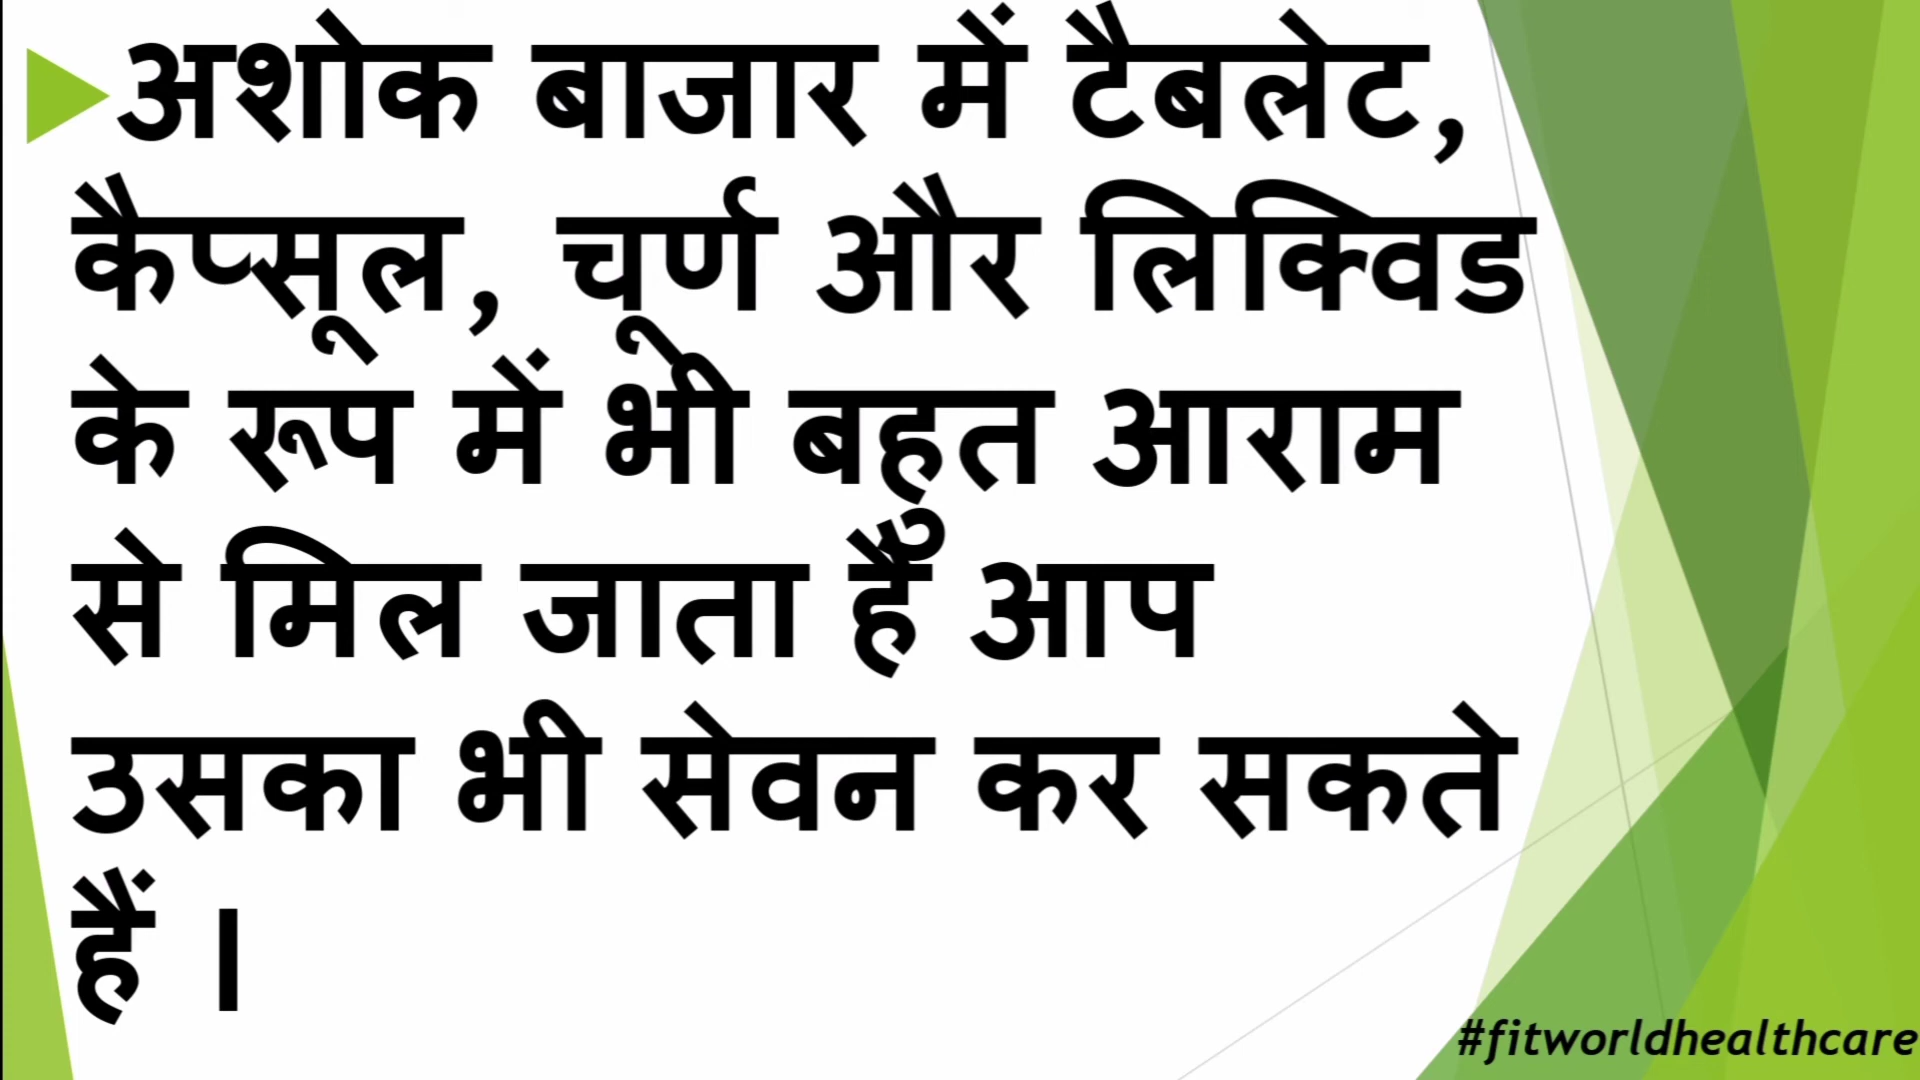 अशोक बाजार में टैबलेट,
कैप्सूल, चूर्ण और लिक्विड
के रूप में भी बहुत आराम
से मिल जाता है आप
उसका भी सेवन कर सकते
हैं ।
#fitworldhealthcare